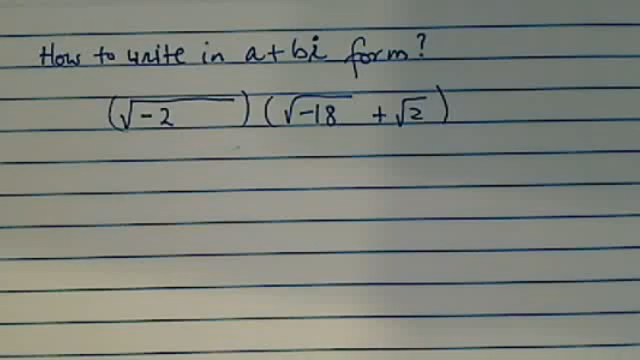 How to write in a+bi form?
(√-2) (√-18 + √2)